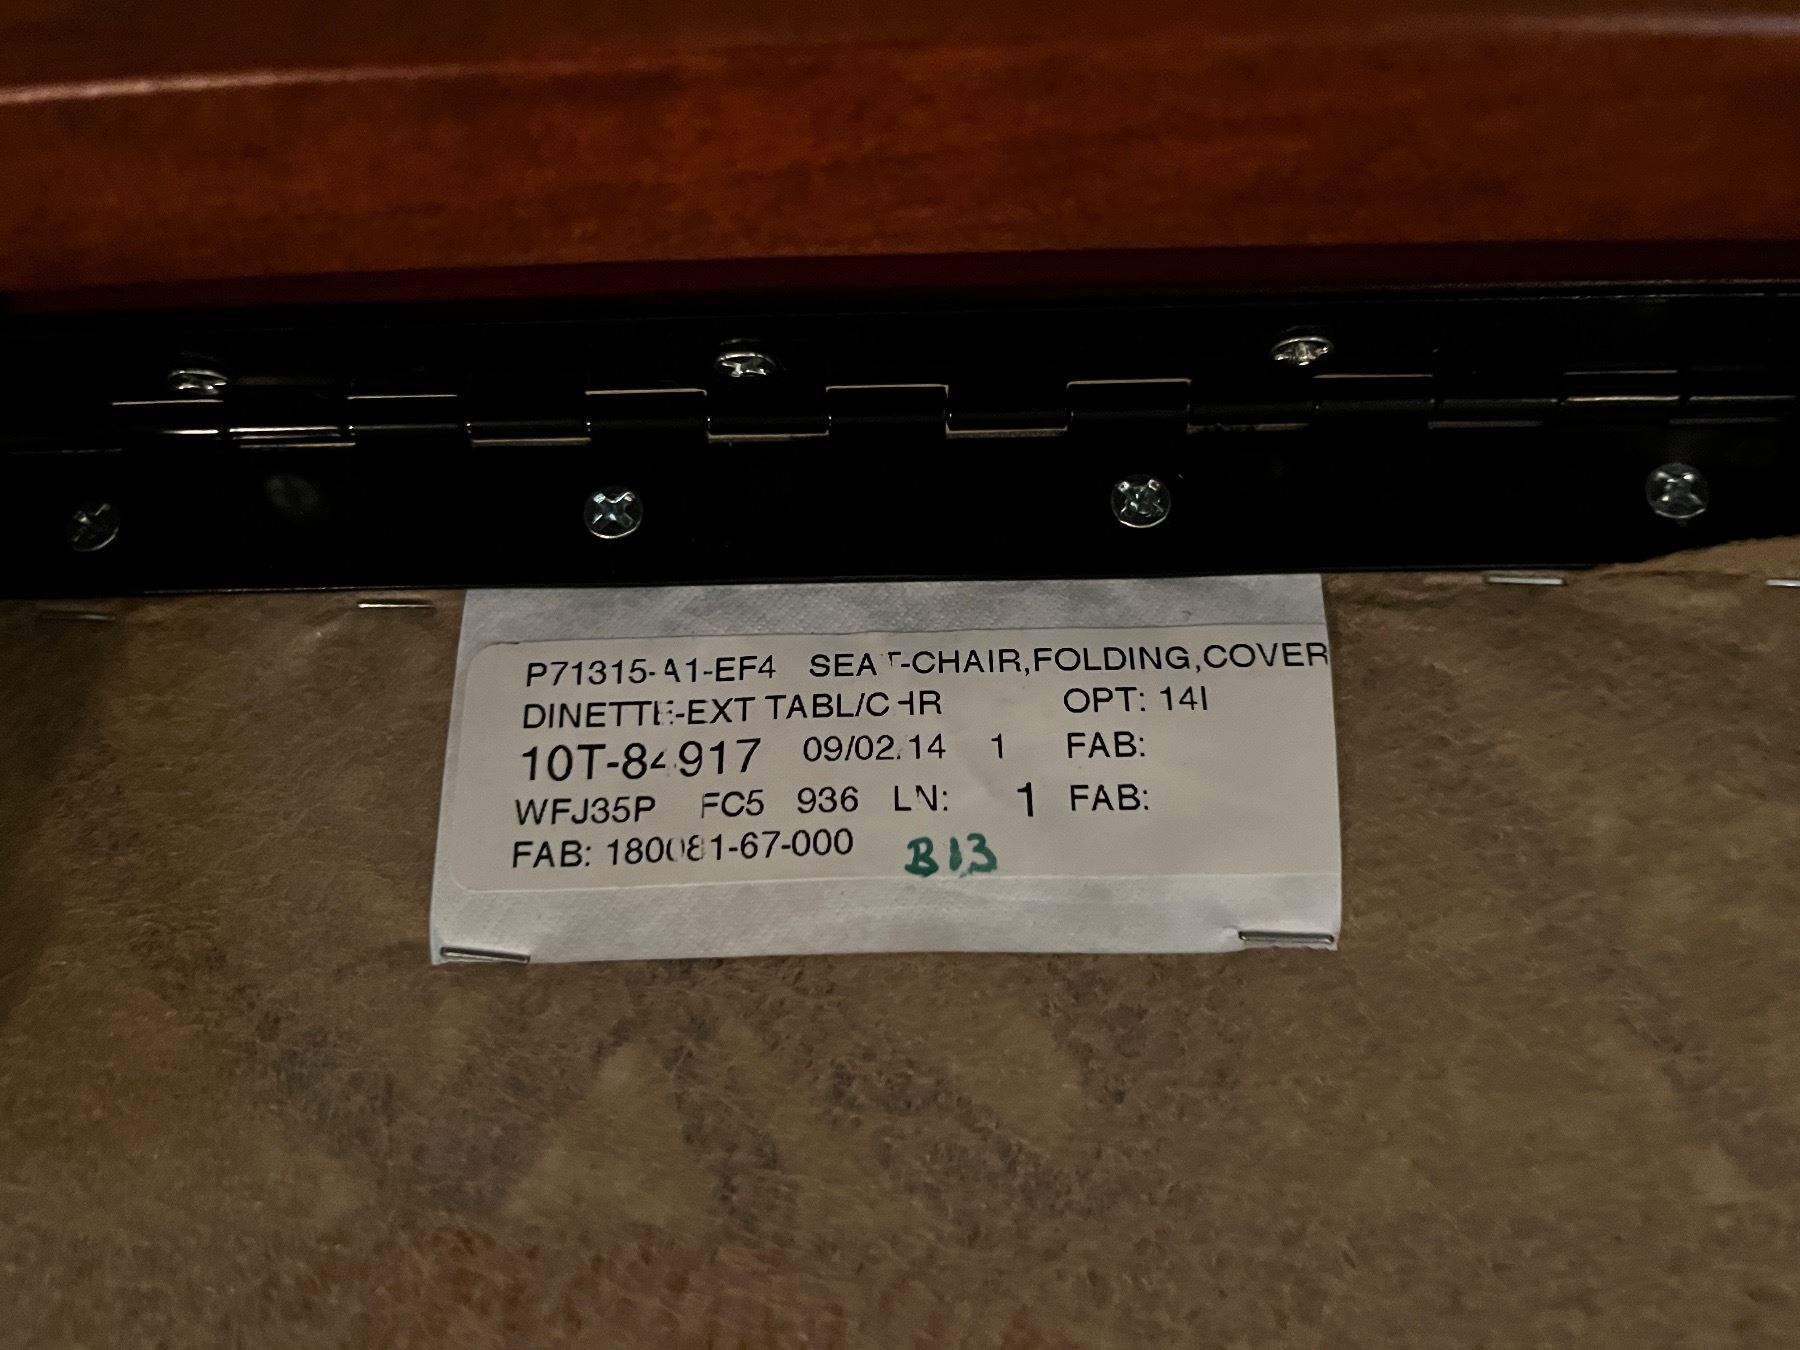 P71315-A1-EF4 SEAT-CHAIR,FOLDING,COVER
DINETTE-EXT TABL/CHR OPT: 14I
10T-84917 09/02/14 1 FAB:
WFJ35P FC5 936 LN: 1 FAB:
FAB: 180081-67-000 B13